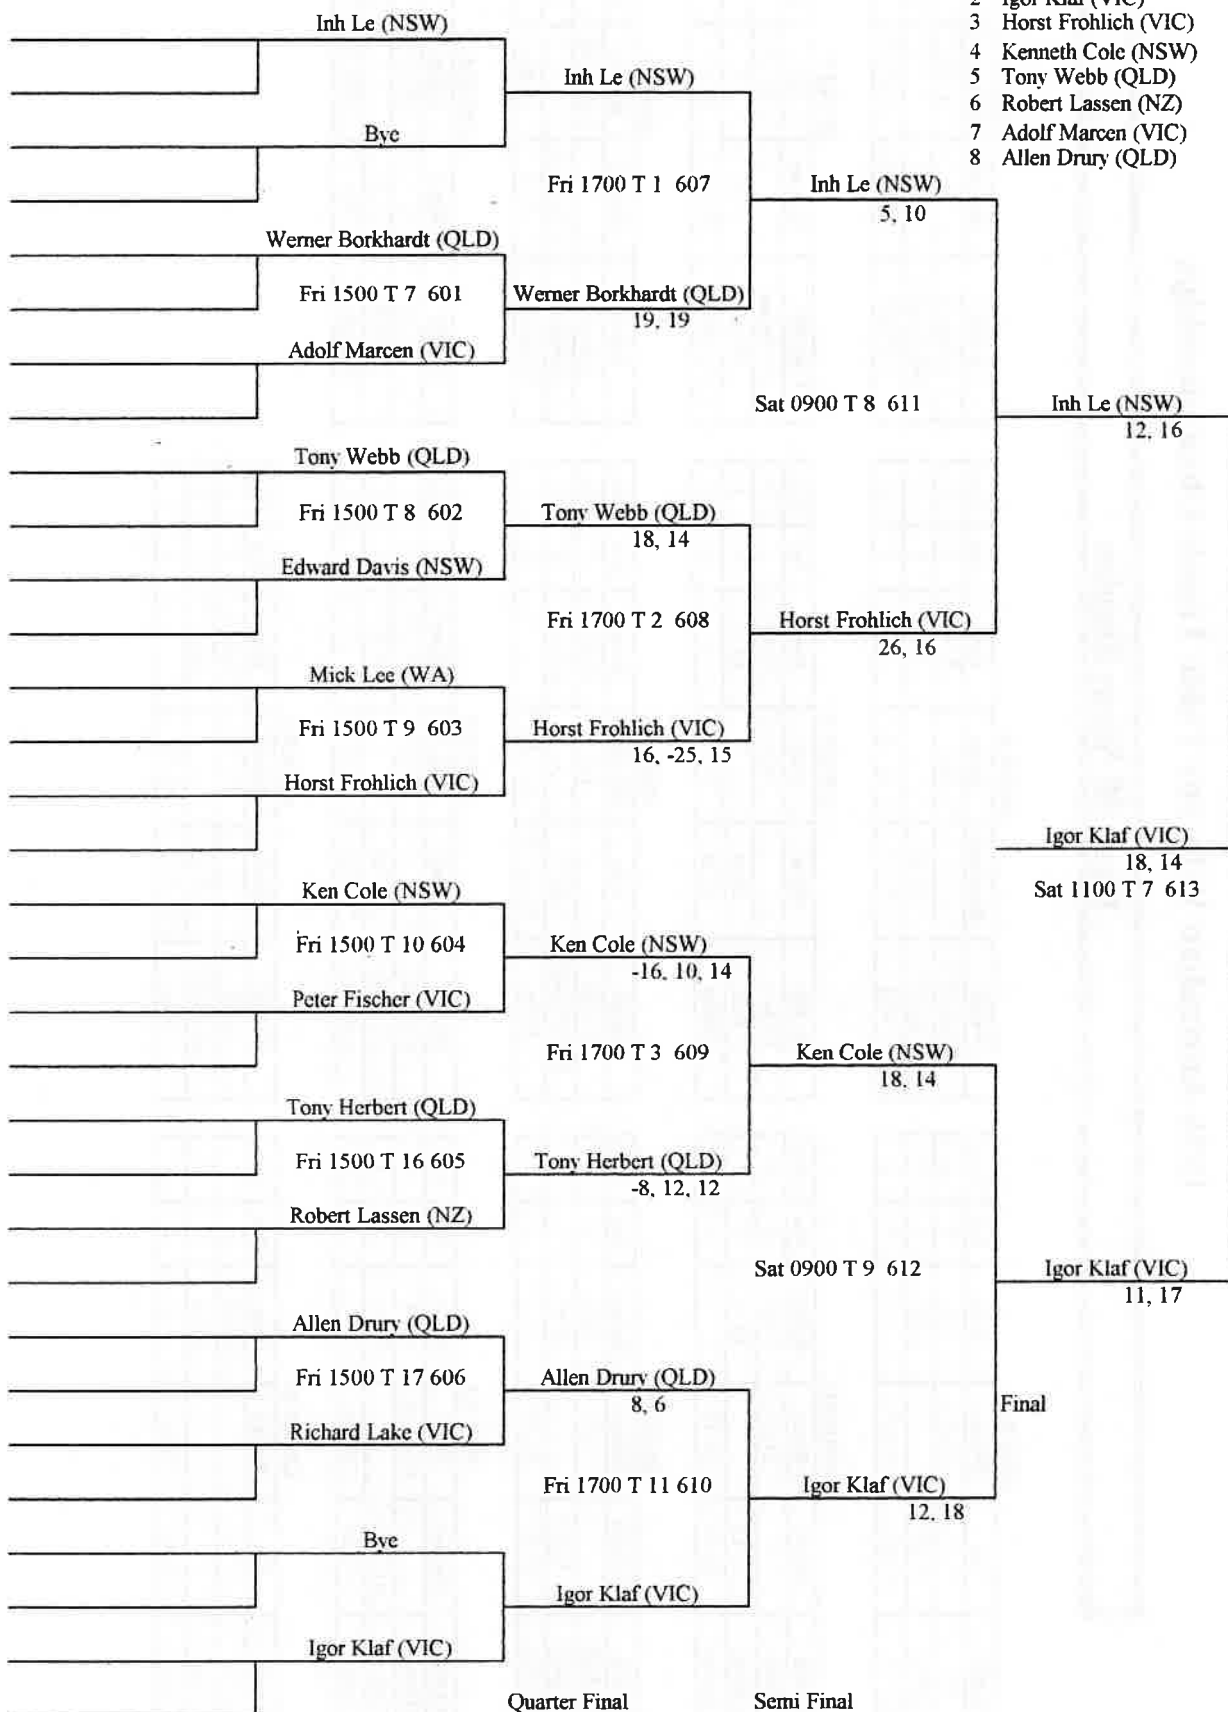 2 Igor Klaf (VIC)
3 Horst Frohlich (VIC)
4 Kenneth Cole (NSW)
5 Tony Webb (QLD)
6 Robert Lassen (NZ)
7 Adolf Marcen (VIC)
8 Allen Drury (QLD)
Inh Le (NSW)
Bye
Werner Borkhardt (QLD)
Fri 1500 T 7 601
Adolf Marcen (VIC)
Tony Webb (QLD)
Fri 1500 T 8 602
Edward Davis (NSW)
Mick Lee (WA)
Fri 1500 T 9 603
Horst Frohlich (VIC)
Ken Cole (NSW)
Fri 1500 T 10 604
Peter Fischer (VIC)
Tony Herbert (QLD)
Fri 1500 T 16 605
Robert Lassen (NZ)
Allen Drury (QLD)
Fri 1500 T 17 606
Richard Lake (VIC)
Bye
Igor Klaf (VIC)
Inh Le (NSW)
Fri 1700 T 1 607
Werner Borkhardt (QLD)
19, 19
Tony Webb (QLD)
18, 14
Fri 1700 T 2 608
Horst Frohlich (VIC)
16, -25, 15
Ken Cole (NSW)
-16, 10, 14
Fri 1700 T 3 609
Tony Herbert (QLD)
-8, 12, 12
Allen Drury (QLD)
8, 6
Fri 1700 T 11 610
Igor Klaf (VIC)
Quarter Final
Inh Le (NSW)
5, 10
Sat 0900 T 8 611
Horst Frohlich (VIC)
26, 16
Ken Cole (NSW)
18, 14
Sat 0900 T 9 612
Igor Klaf (VIC)
12, 18
Semi Final
Inh Le (NSW)
12, 16
Igor Klaf (VIC)
18, 14
Sat 1100 T 7 613
Igor Klaf (VIC)
11, 17
Final